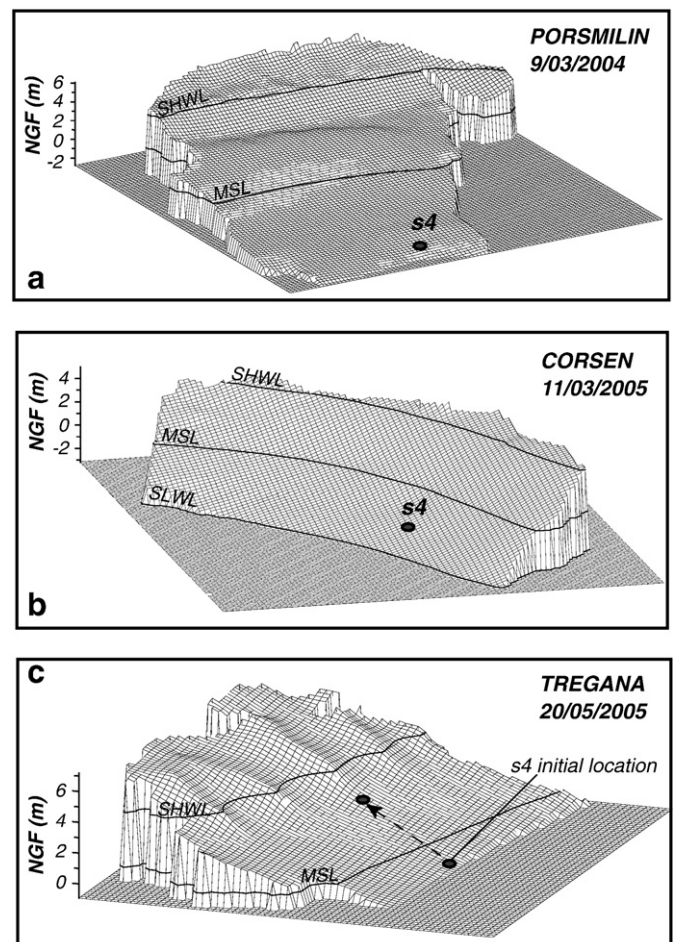 PORSMILIN
9/03/2004
NGF (m)
6
4
2
0
-2
SHWL
MSL
s4
a
CORSEN
11/03/2005
NGF (m)
4
2
0
-2
SHWL
MSL
SLWL
s4
b
c
TREGANA
20/05/2005
s4 initial location
NGF (m)
6
4
2
0
SHWL
MSL